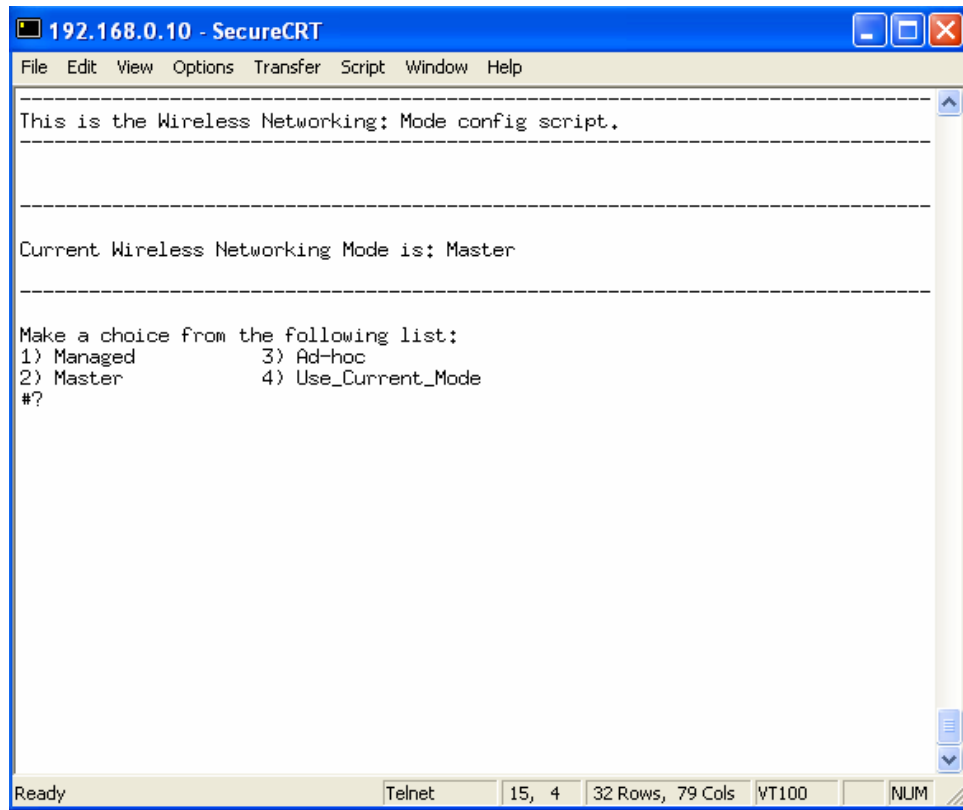 192.168.0.10 - SecureCRT
File Edit View Options Transfer Script Window Help
--------------------------------------------------------------------------------
This is the Wireless Networking: Mode config script.
--------------------------------------------------------------------------------
--------------------------------------------------------------------------------
Current Wireless Networking Mode is: Master
--------------------------------------------------------------------------------
Make a choice from the following list:
1) Managed 3) Ad-hoc
2) Master 4) Use_Current_Mode
#?
Ready Telnet 15, 4 32 Rows, 79 Cols VT100 NUM